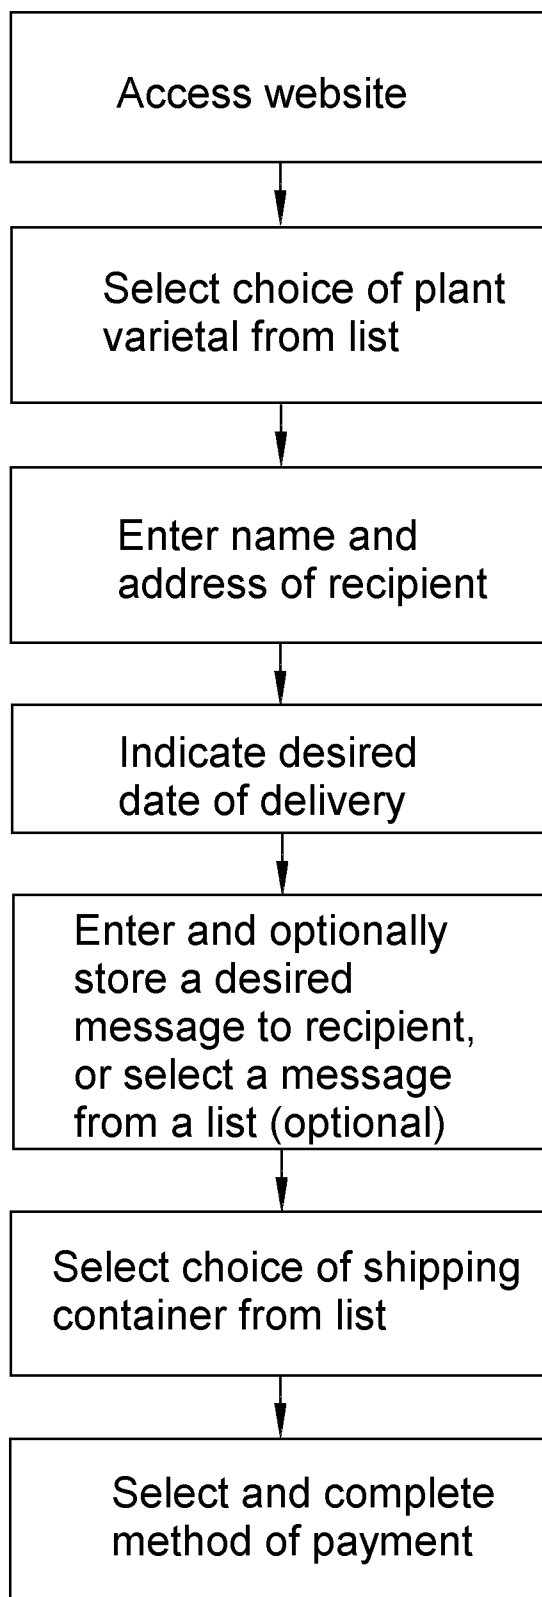 Access website
Select choice of plant
varietal from list
Enter name and
address of recipient
Indicate desired
date of delivery
Enter and optionally
store a desired
message to recipient,
or select a message
from a list (optional)
Select choice of shipping
container from list
Select and complete
method of payment